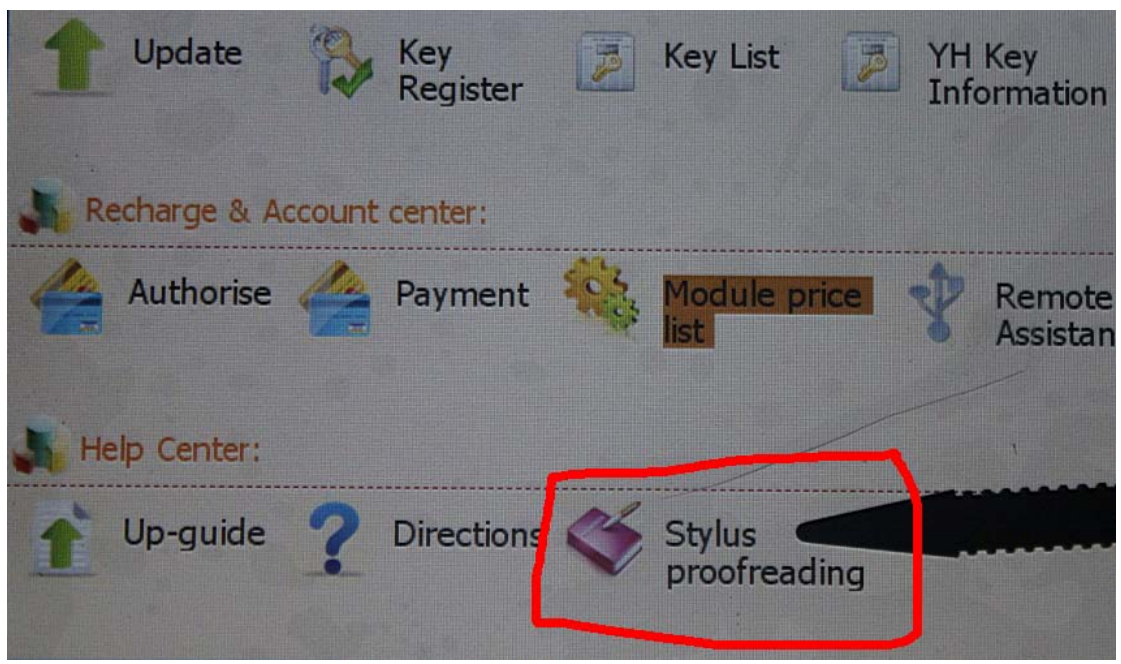 Update
Key
Register
Key List
YH Key
Information
Recharge & Account center:
Authorise
Payment
Module price
list
Remote
Assistan
Help Center:
Up-guide
Directions
Stylus
proofreading